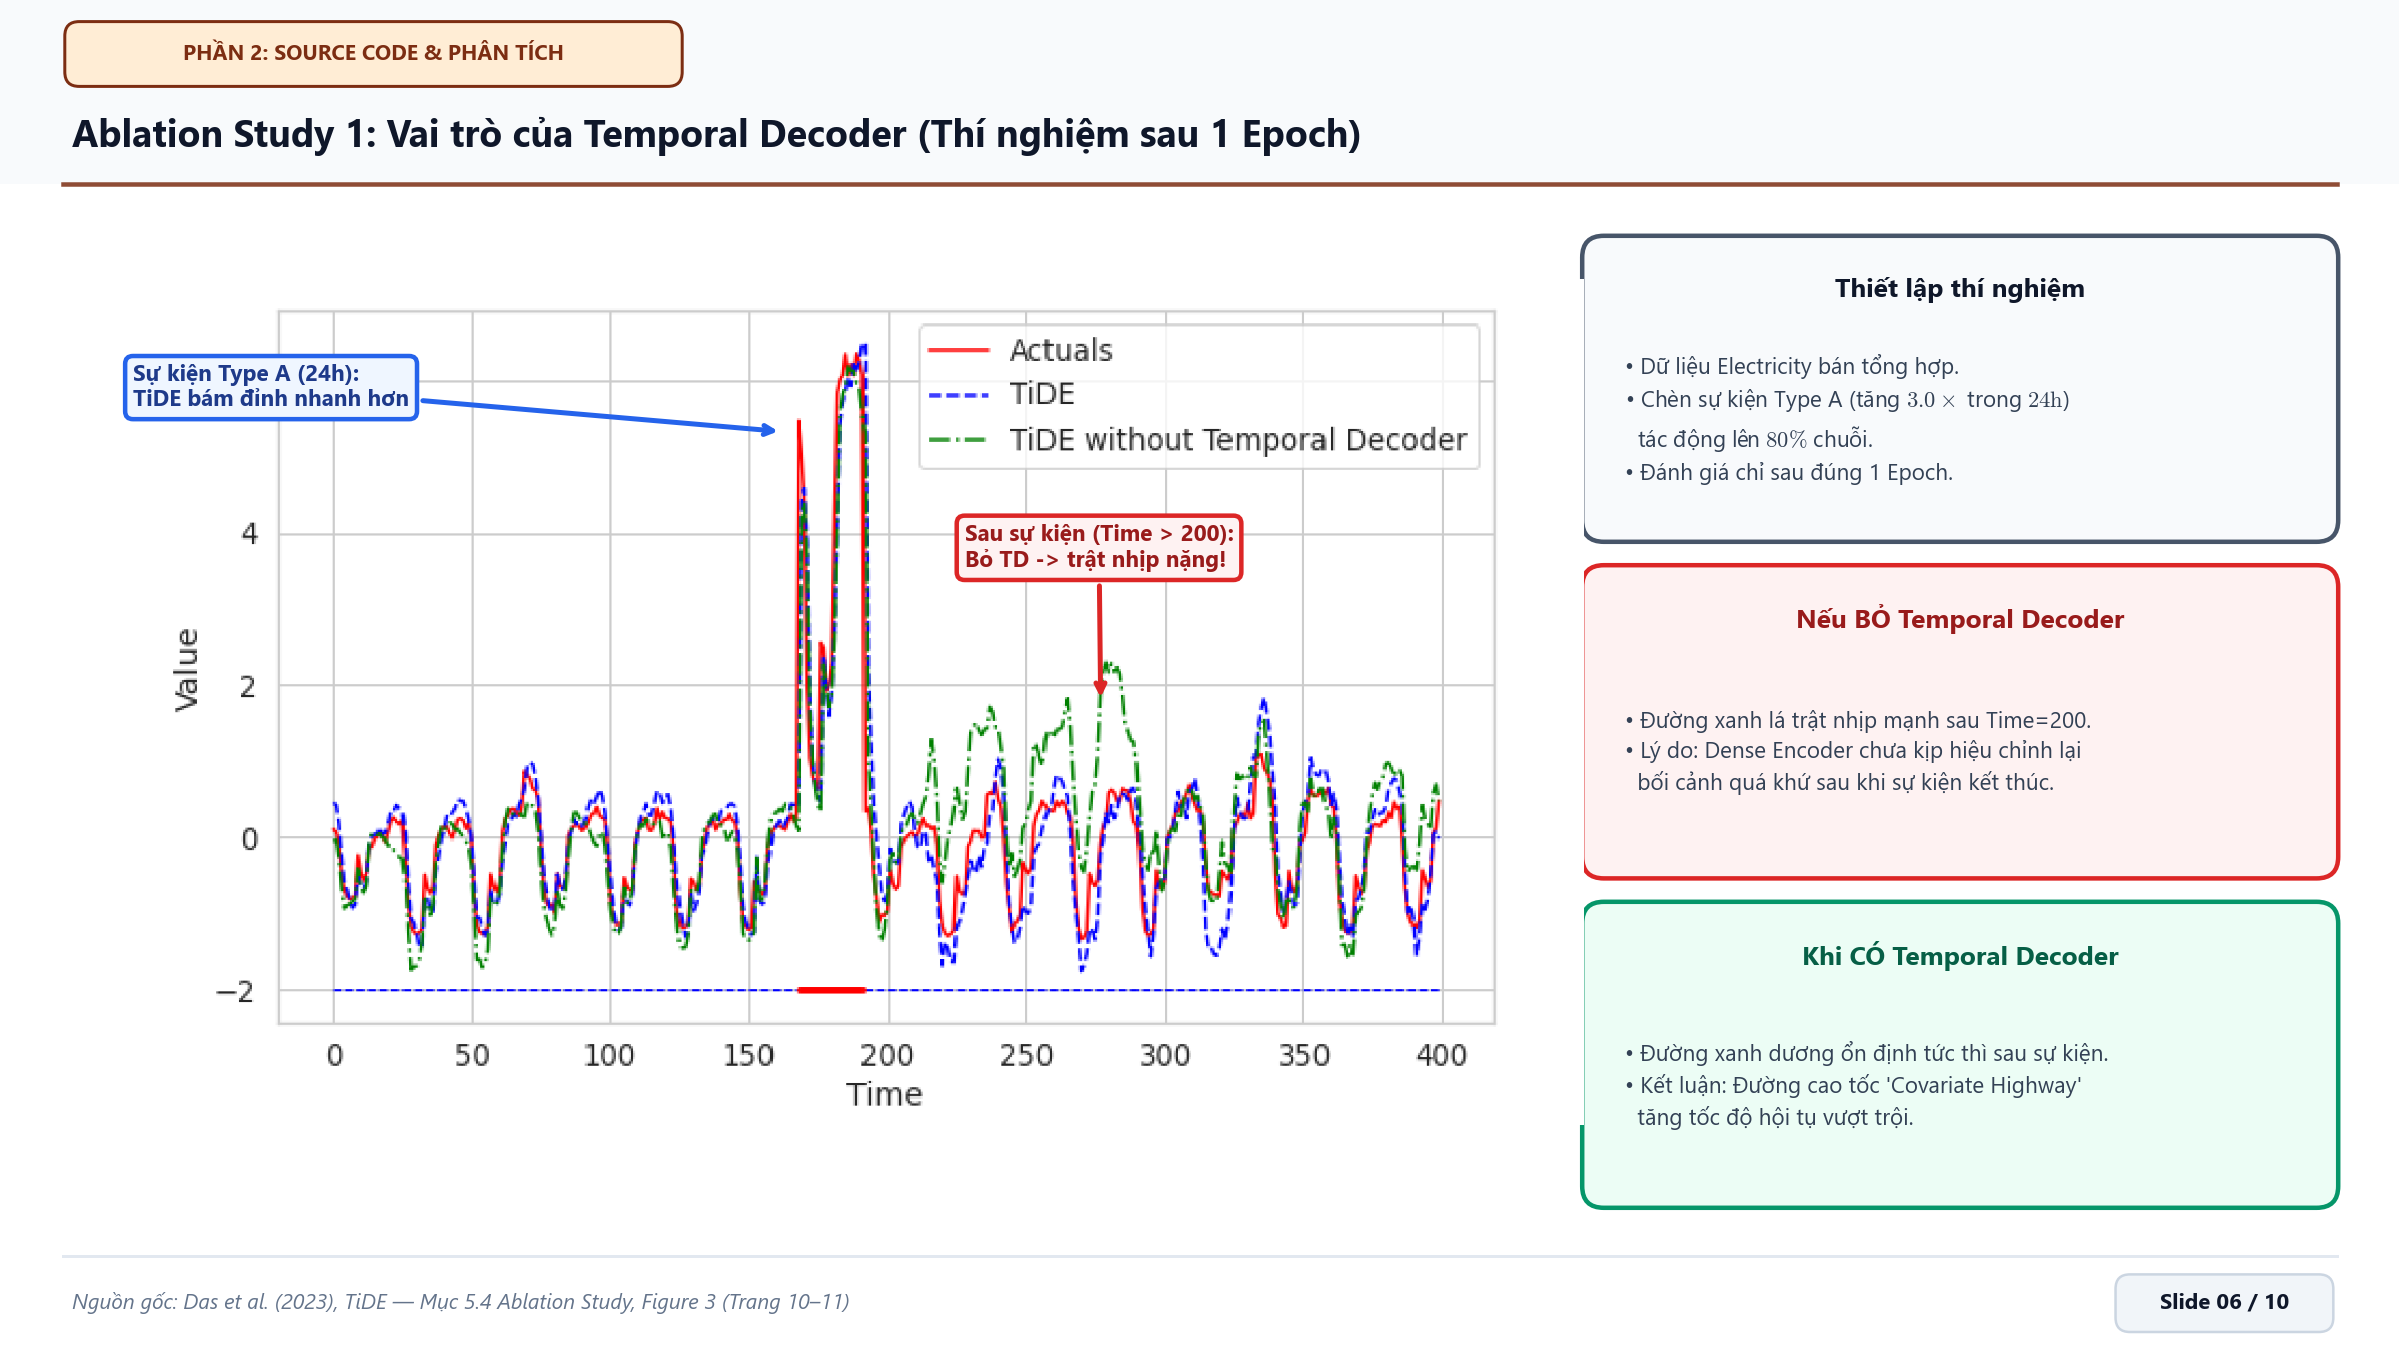 PHẦN 2: SOURCE CODE & PHÂN TÍCH
Ablation Study 1: Vai trò của Temporal Decoder (Thí nghiệm sau 1 Epoch)
Sự kiện Type A (24h):
TiDE bám đỉnh nhanh hơn
Actuals
TiDE
TiDE without Temporal Decoder
Sau sự kiện (Time > 200):
Bỏ TD -> trật nhịp nặng!
Value
4
2
0
−2
0 50 100 150 200 250 300 350 400
Time
Thiết lập thí nghiệm
• Dữ liệu Electricity bán tổng hợp.
• Chèn sự kiện Type A (tăng 3.0 × trong 24h)
tác động lên 80% chuỗi.
• Đánh giá chỉ sau đúng 1 Epoch.
Nếu BỎ Temporal Decoder
• Đường xanh lá trật nhịp mạnh sau Time=200.
• Lý do: Dense Encoder chưa kịp hiệu chỉnh lại
bối cảnh quá khứ sau khi sự kiện kết thúc.
Khi CÓ Temporal Decoder
• Đường xanh dương ổn định tức thì sau sự kiện.
• Kết luận: Đường cao tốc 'Covariate Highway'
tăng tốc độ hội tụ vượt trội.
Nguồn gốc: Das et al. (2023), TiDE — Mục 5.4 Ablation Study, Figure 3 (Trang 10–11)
Slide 06 / 10